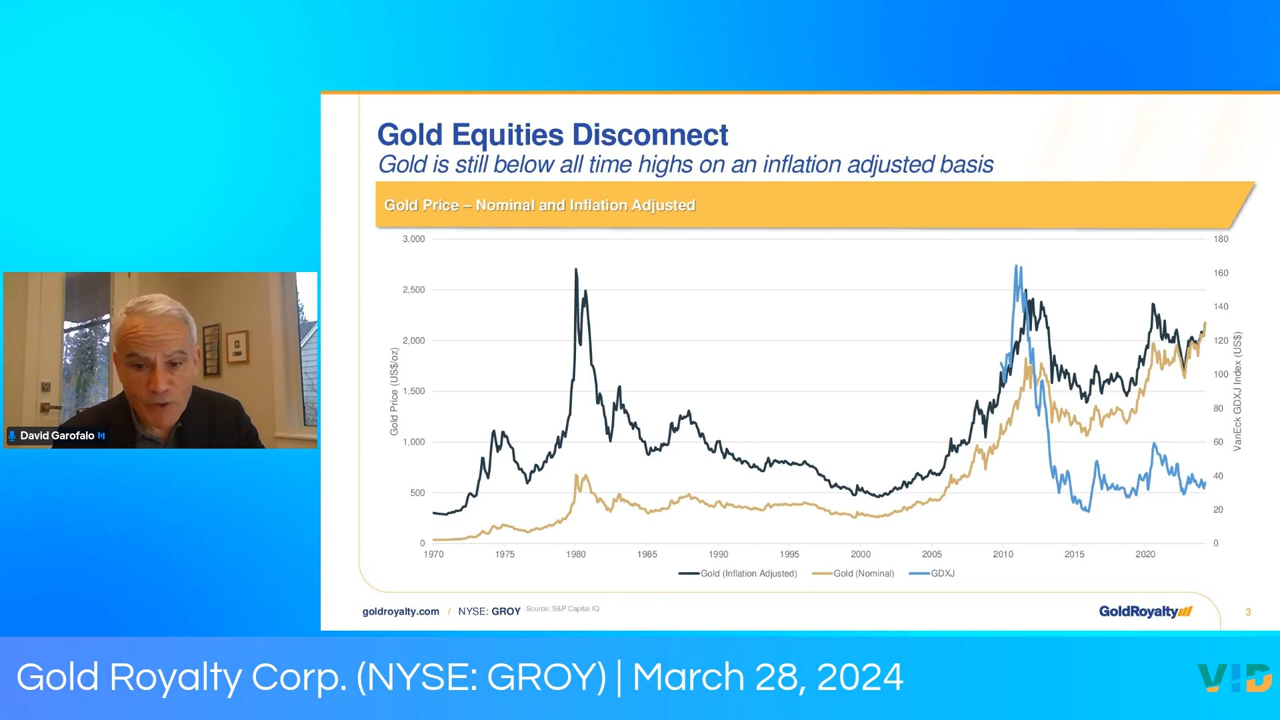 Gold Equities Disconnect
Gold is still below all time highs on an inflation adjusted basis
Gold Price – Nominal and Inflation Adjusted
3,000
2,500
2,000
1,500
1,000
500
0
Gold Price (US$/oz)
180
160
140
120
100
80
60
40
20
0
VanEck GDXJ Index (US$)
1970 1975 1980 1985 1990 1995 2000 2005 2010 2015 2020
Gold (Inflation Adjusted) Gold (Nominal) GDXJ
David Garofalo
goldroyalty.com / NYSE: GROY Source: S&P Capital IQ
GoldRoyalty
3
Gold Royalty Corp. (NYSE: GROY) | March 28, 2024
VID